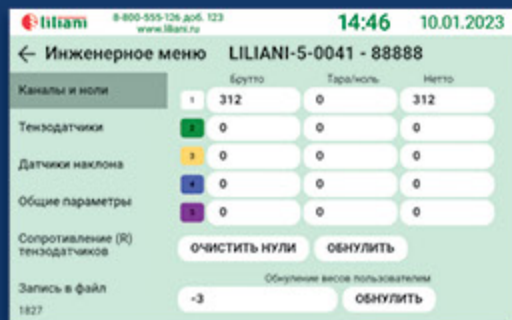 liliani 8-800-555-126 доб. 123 14:46 10.01.2023
www.liliani.ru
← Инженерное меню LILIANI-5-0041 - 88888
Каналы и ноли
Тензодатчики
Датчики наклона
Общие параметры
Сопротивление (R)
тензодатчиков
Запись в файл
1827
Брутто Тара/ноль Нетто
1 312 0 312
2 0 0 0
3 0 0 0
4 0 0 0
5 0 0 0
ОЧИСТИТЬ НУЛИ ОБНУЛИТЬ
Обнуление весов пользователем
-3 ОБНУЛИТЬ